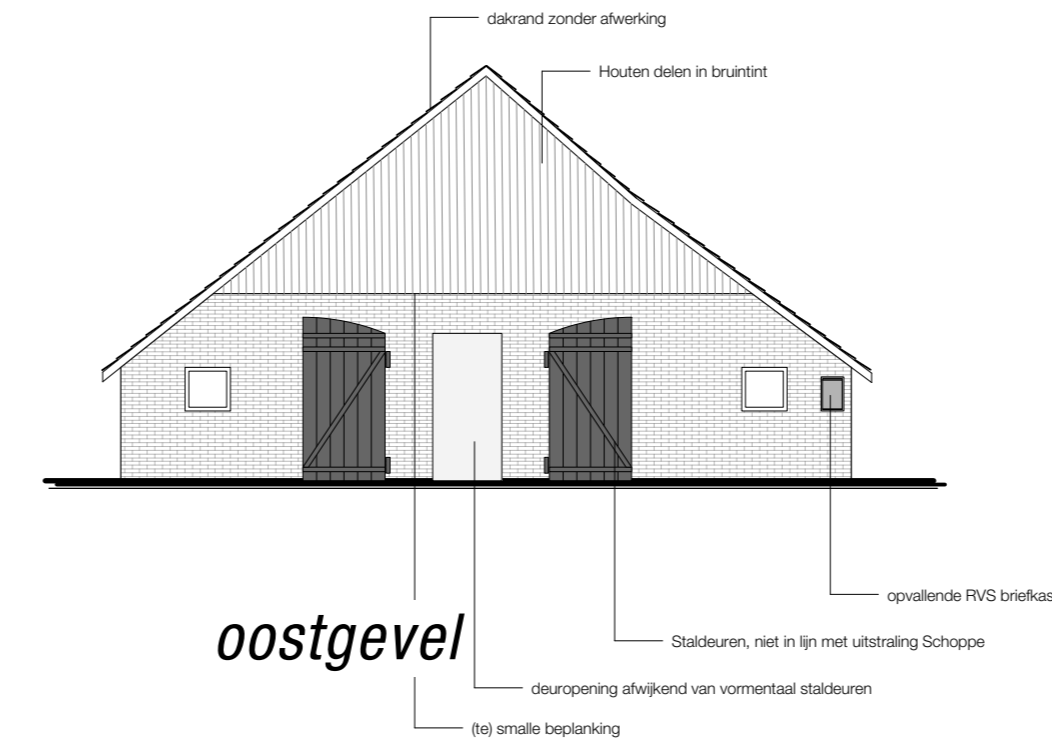 dakrand zonder afwerking
Houten delen in bruintint
opvallende RVS briefkas
oostgevel
Staldeuren, niet in lijn met uitstraling Schoppe
deuropening afwijkend van vormentaal staldeuren
(te) smalle beplanking